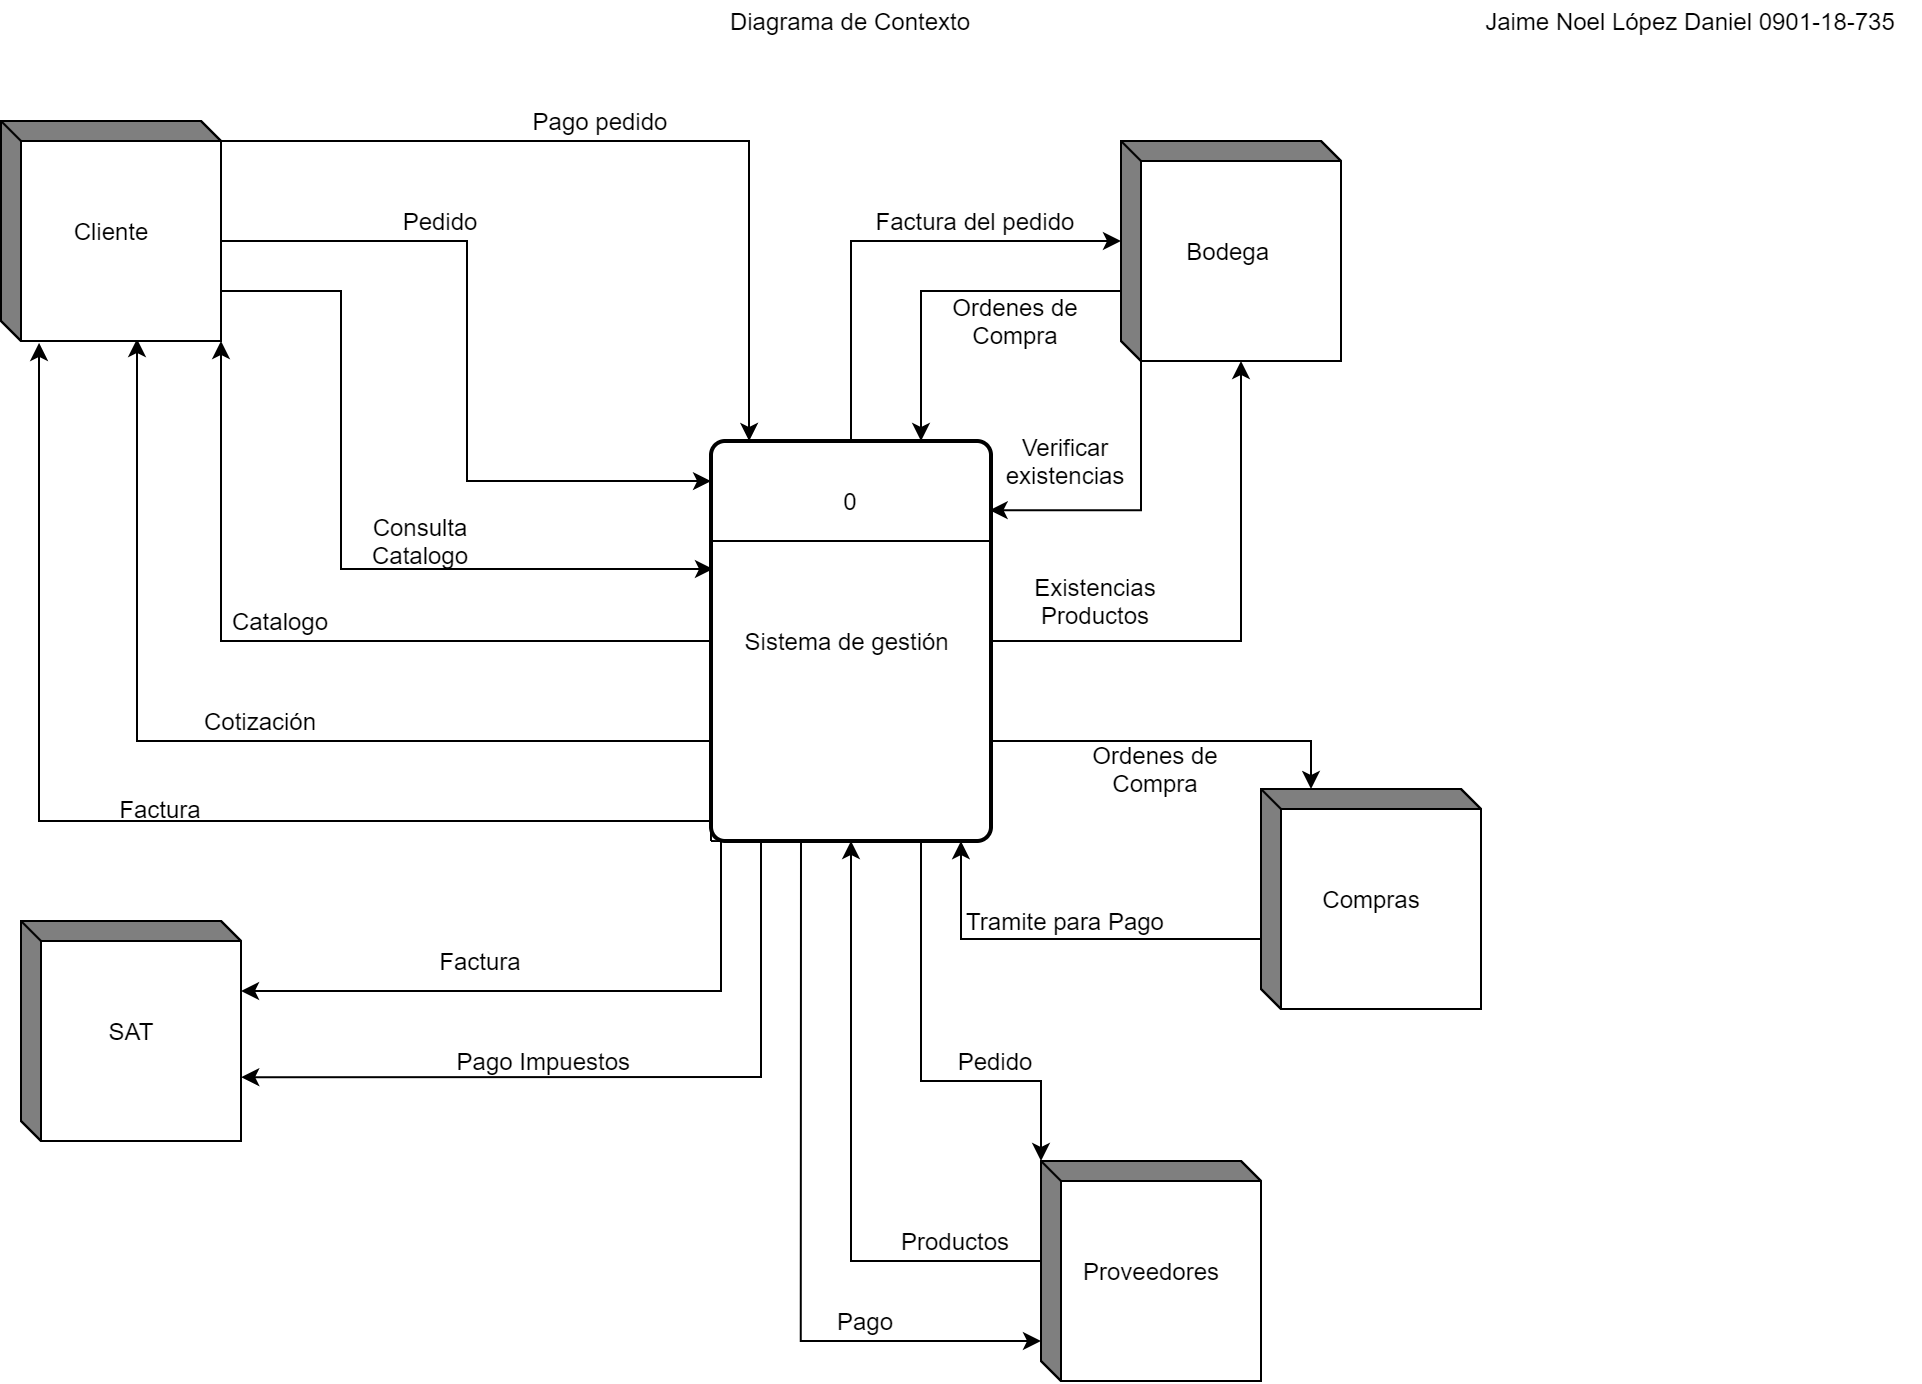 Diagrama de Contexto
Jaime Noel López Daniel 0901-18-735
Pago pedido
Cliente
Pedido
Factura del pedido
Bodega
Ordenes de
Compra
Verificar
existencias
0
Consulta
Catalogo
Existencias
Productos
Catalogo
Sistema de gestión
Cotización
Ordenes de
Compra
Factura
Compras
Tramite para Pago
Factura
SAT
Pago Impuestos
Pedido
Productos
Proveedores
Pago